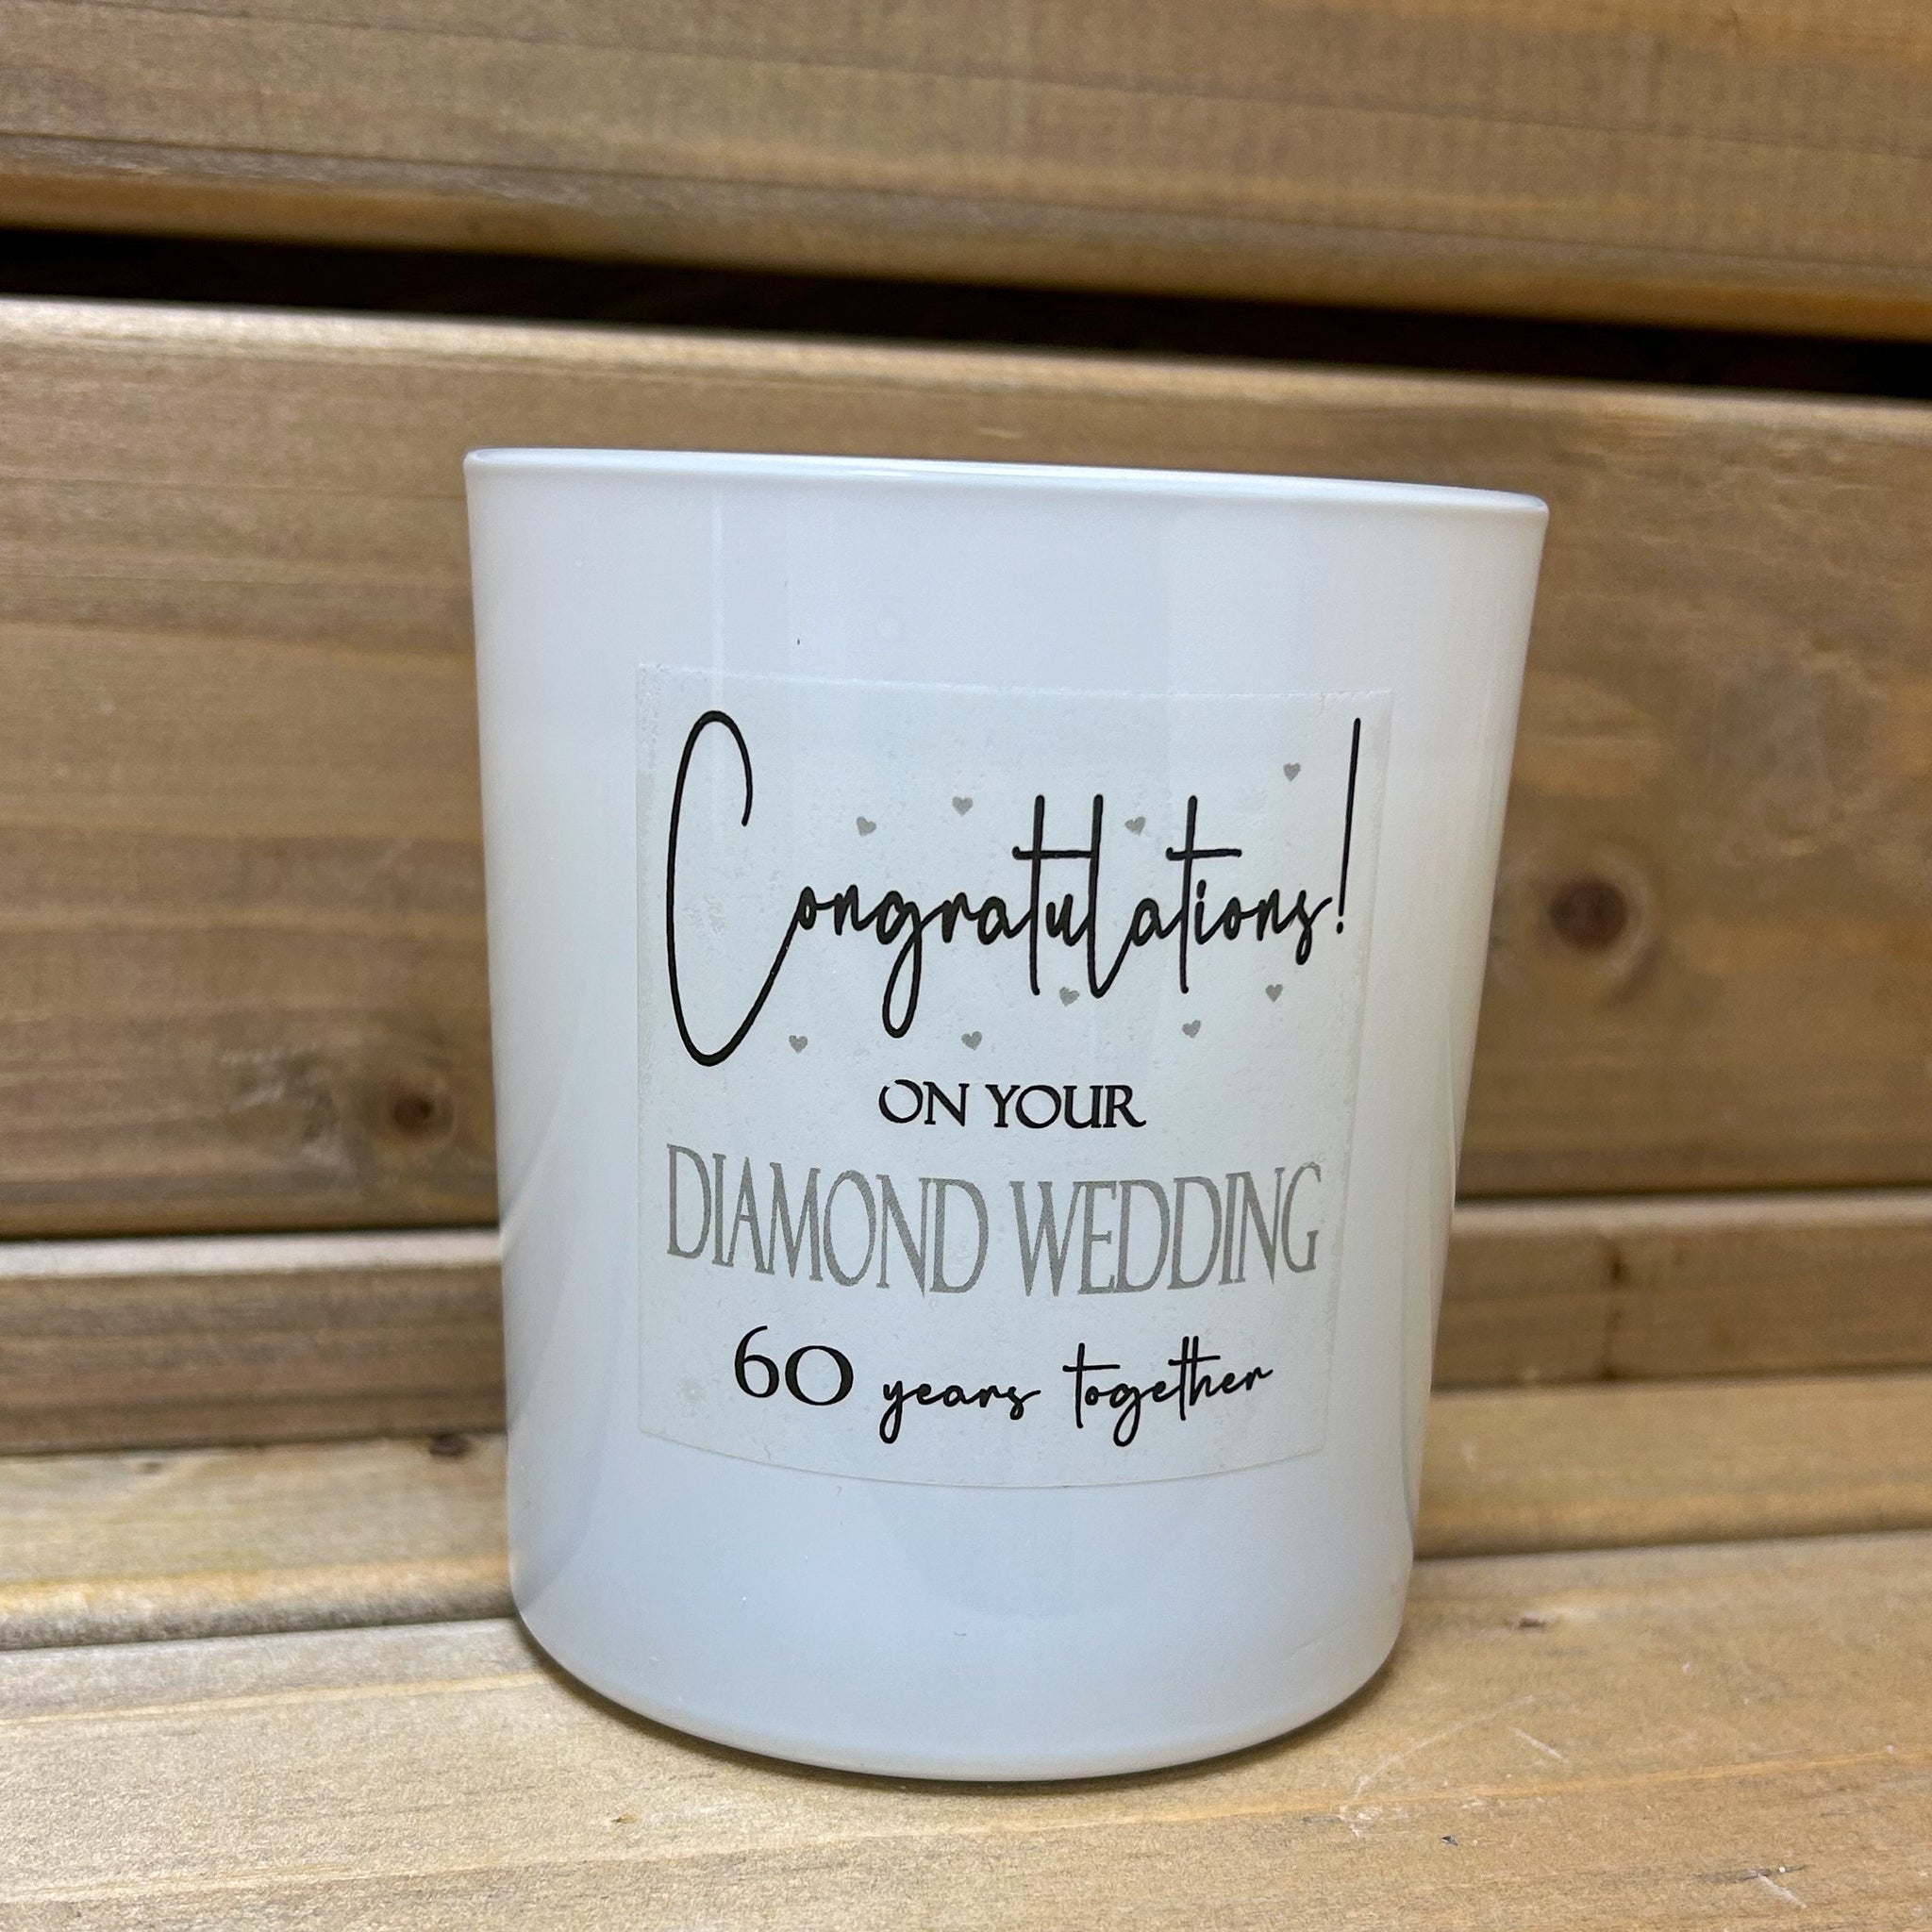 Congratulations!
ON YOUR
DIAMOND WEDDING
60 years together